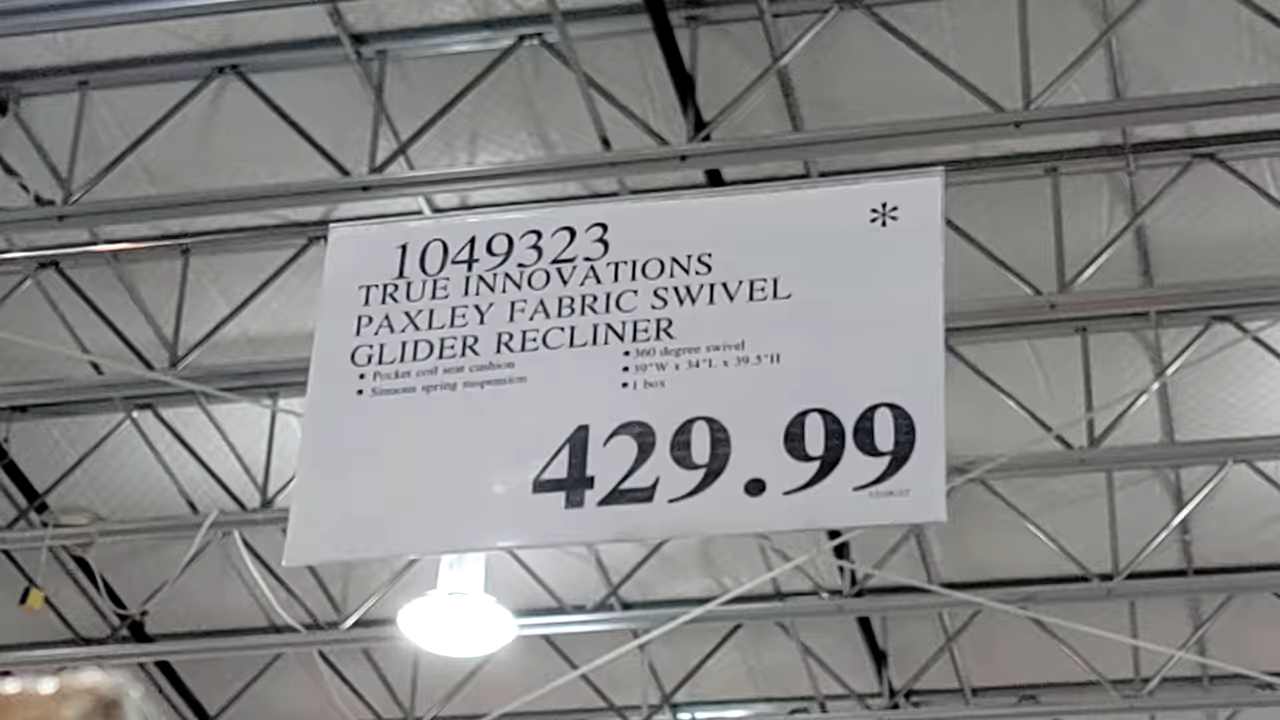 *
1049323
TRUE INNOVATIONS
PAXLEY FABRIC SWIVEL
GLIDER RECLINER
• Pocket coil seat cushion
• Sinuous spring suspension
• 360 degree swivel
• 39"W x 34"L x 39.5"H
• 1 box
429.99